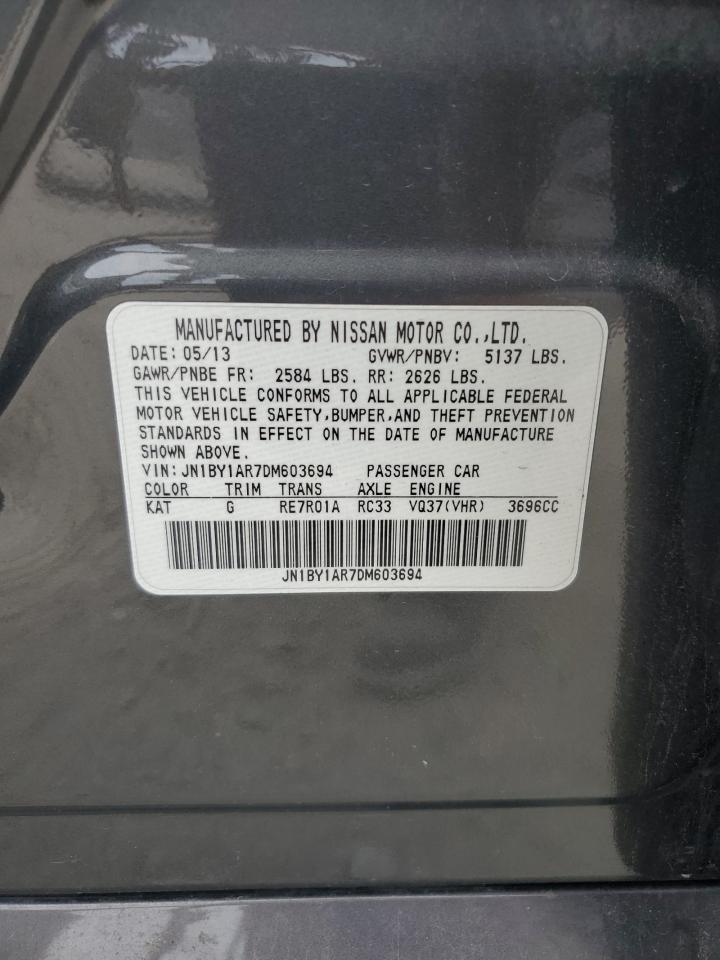 MANUFACTURED BY NISSAN MOTOR CO.,LTD.
DATE: 05/13 GVWR/PNBV: 5137 LBS.
GAWR/PNBE FR: 2584 LBS. RR: 2626 LBS.
THIS VEHICLE CONFORMS TO ALL APPLICABLE FEDERAL
MOTOR VEHICLE SAFETY,BUMPER,AND THEFT PREVENTION
STANDARDS IN EFFECT ON THE DATE OF MANUFACTURE
SHOWN ABOVE.
VIN: JN1BY1AR7DM603694 PASSENGER CAR
COLOR TRIM TRANS AXLE ENGINE
KAT G RE7R01A RC33 VQ37(VHR) 3696CC
JN1BY1AR7DM603694